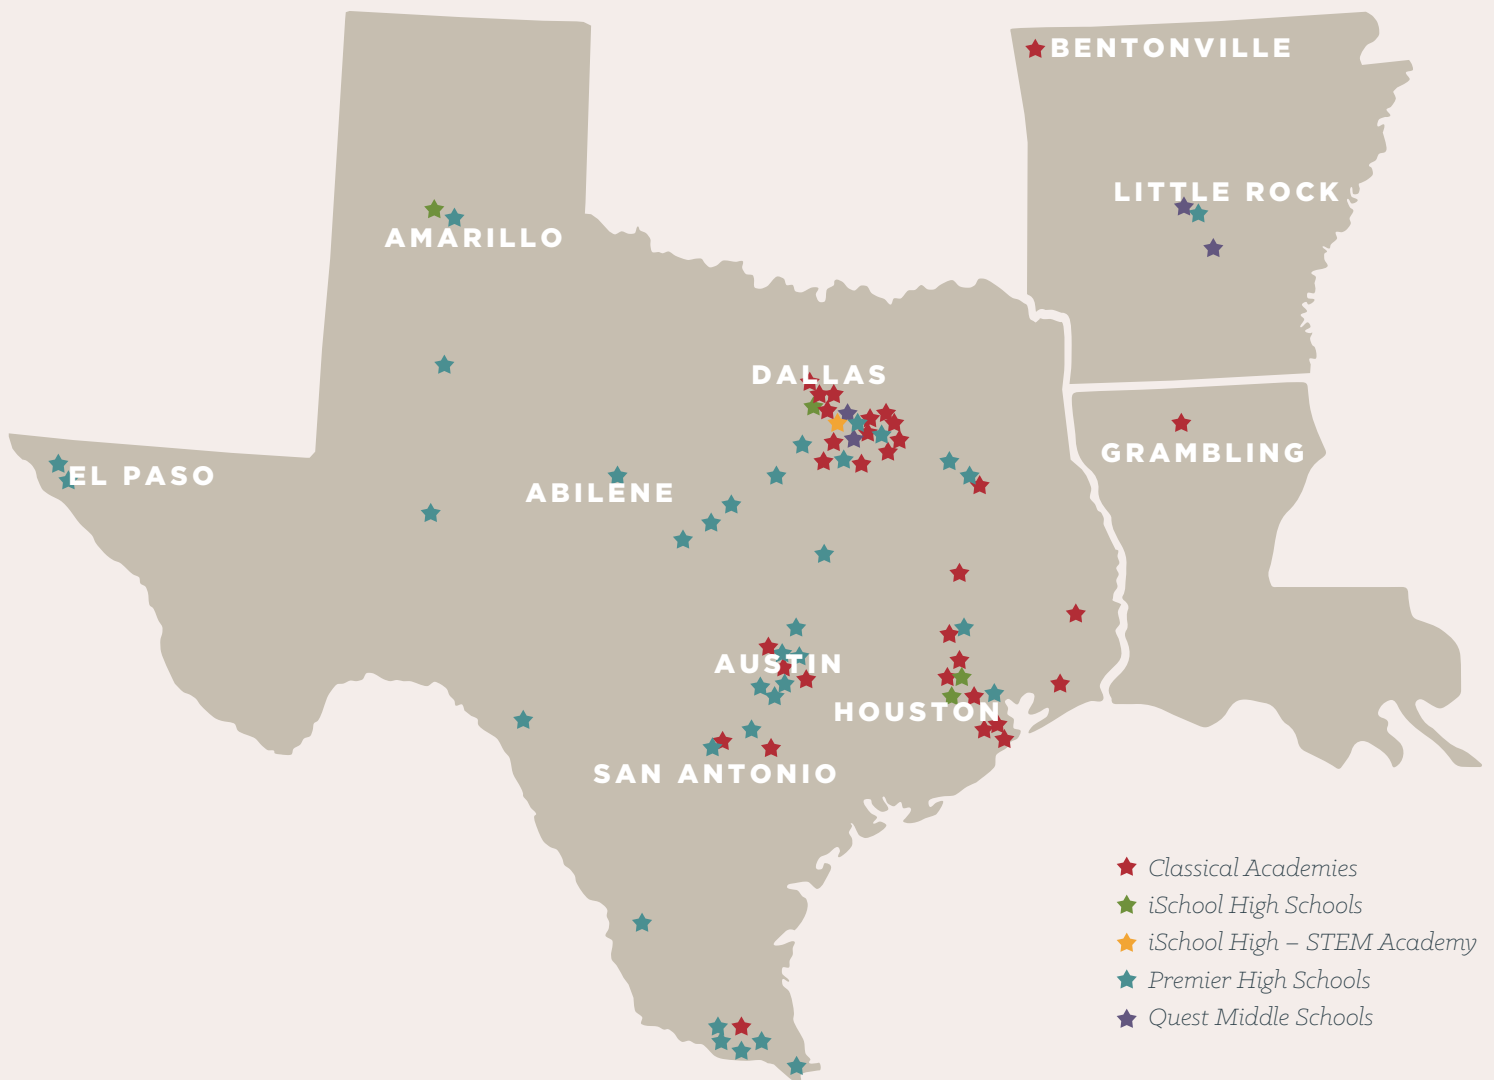 BENTONVILLE
LITTLE ROCK
AMARILLO
DALLAS
GRAMBLING
EL PASO
ABILENE
AUSTIN
HOUSTON
SAN ANTONIO
Classical Academies
iSchool High Schools
iSchool High – STEM Academy
Premier High Schools
Quest Middle Schools